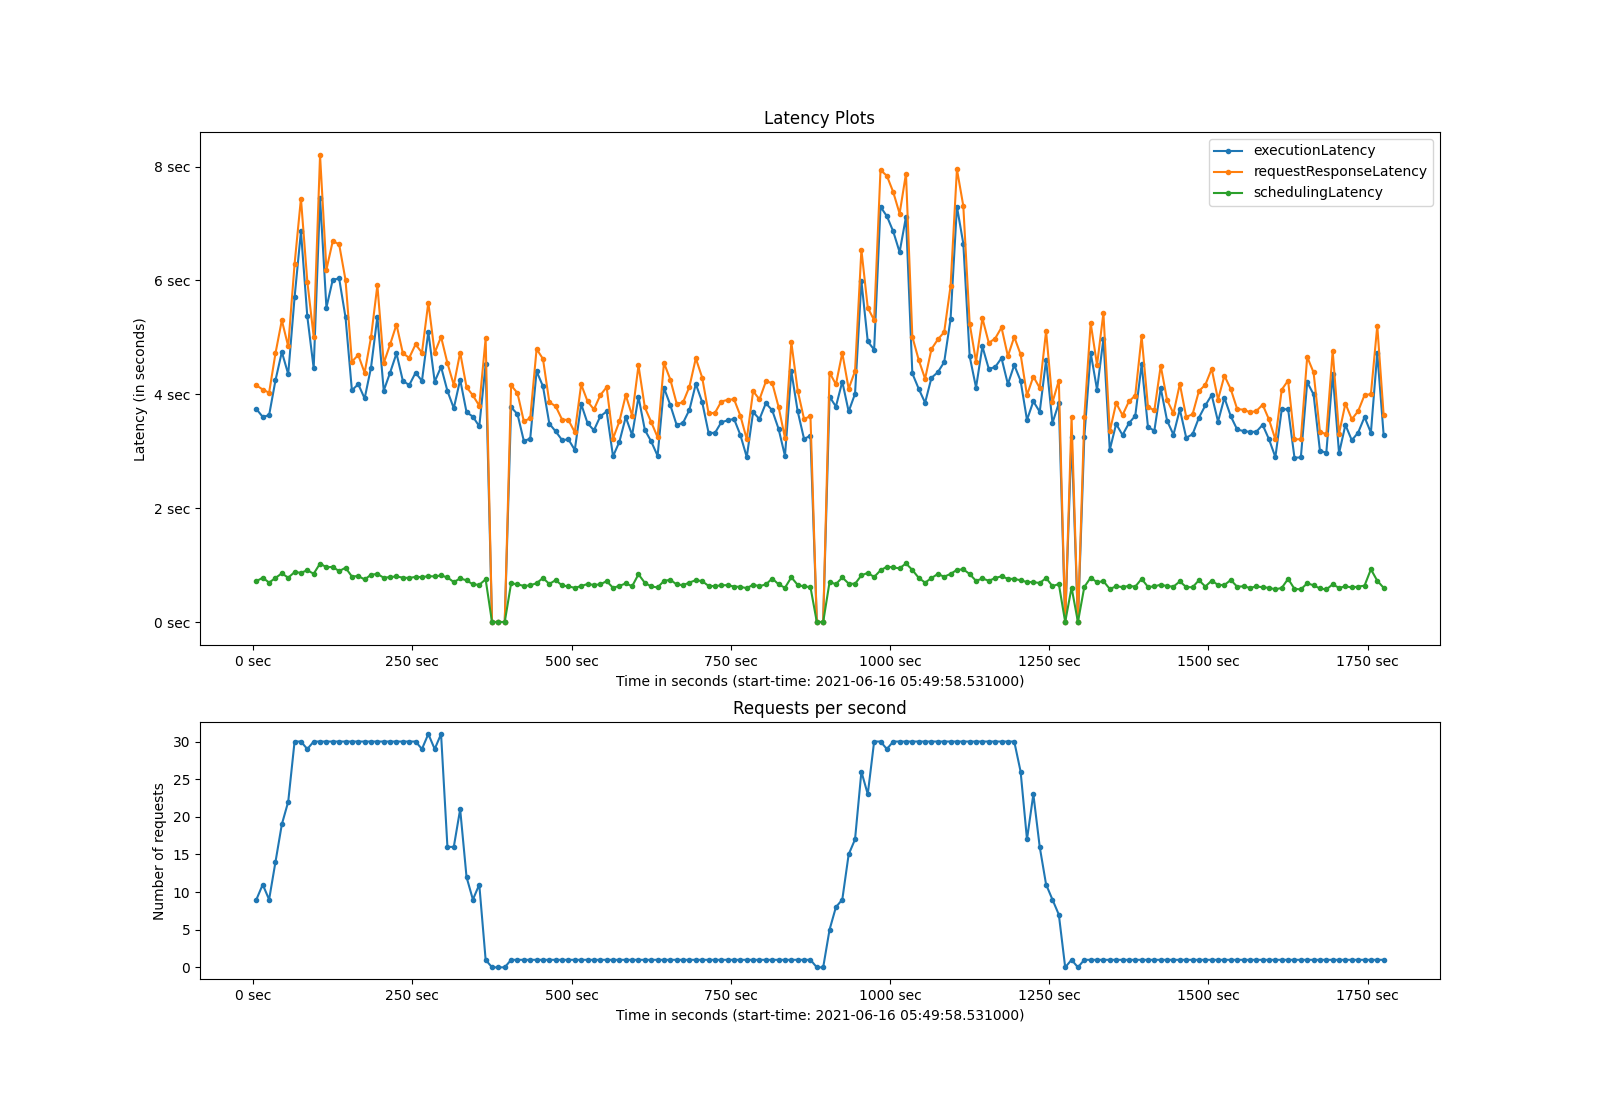 Latency Plots
executionLatency
requestResponseLatency
schedulingLatency
Latency (in seconds)
8 sec
6 sec
4 sec
2 sec
0 sec
0 sec 250 sec 500 sec 750 sec 1000 sec 1250 sec 1500 sec 1750 sec
Time in seconds (start-time: 2021-06-16 05:49:58.531000)
Requests per second
Number of requests
30
25
20
15
10
5
0
0 sec 250 sec 500 sec 750 sec 1000 sec 1250 sec 1500 sec 1750 sec
Time in seconds (start-time: 2021-06-16 05:49:58.531000)